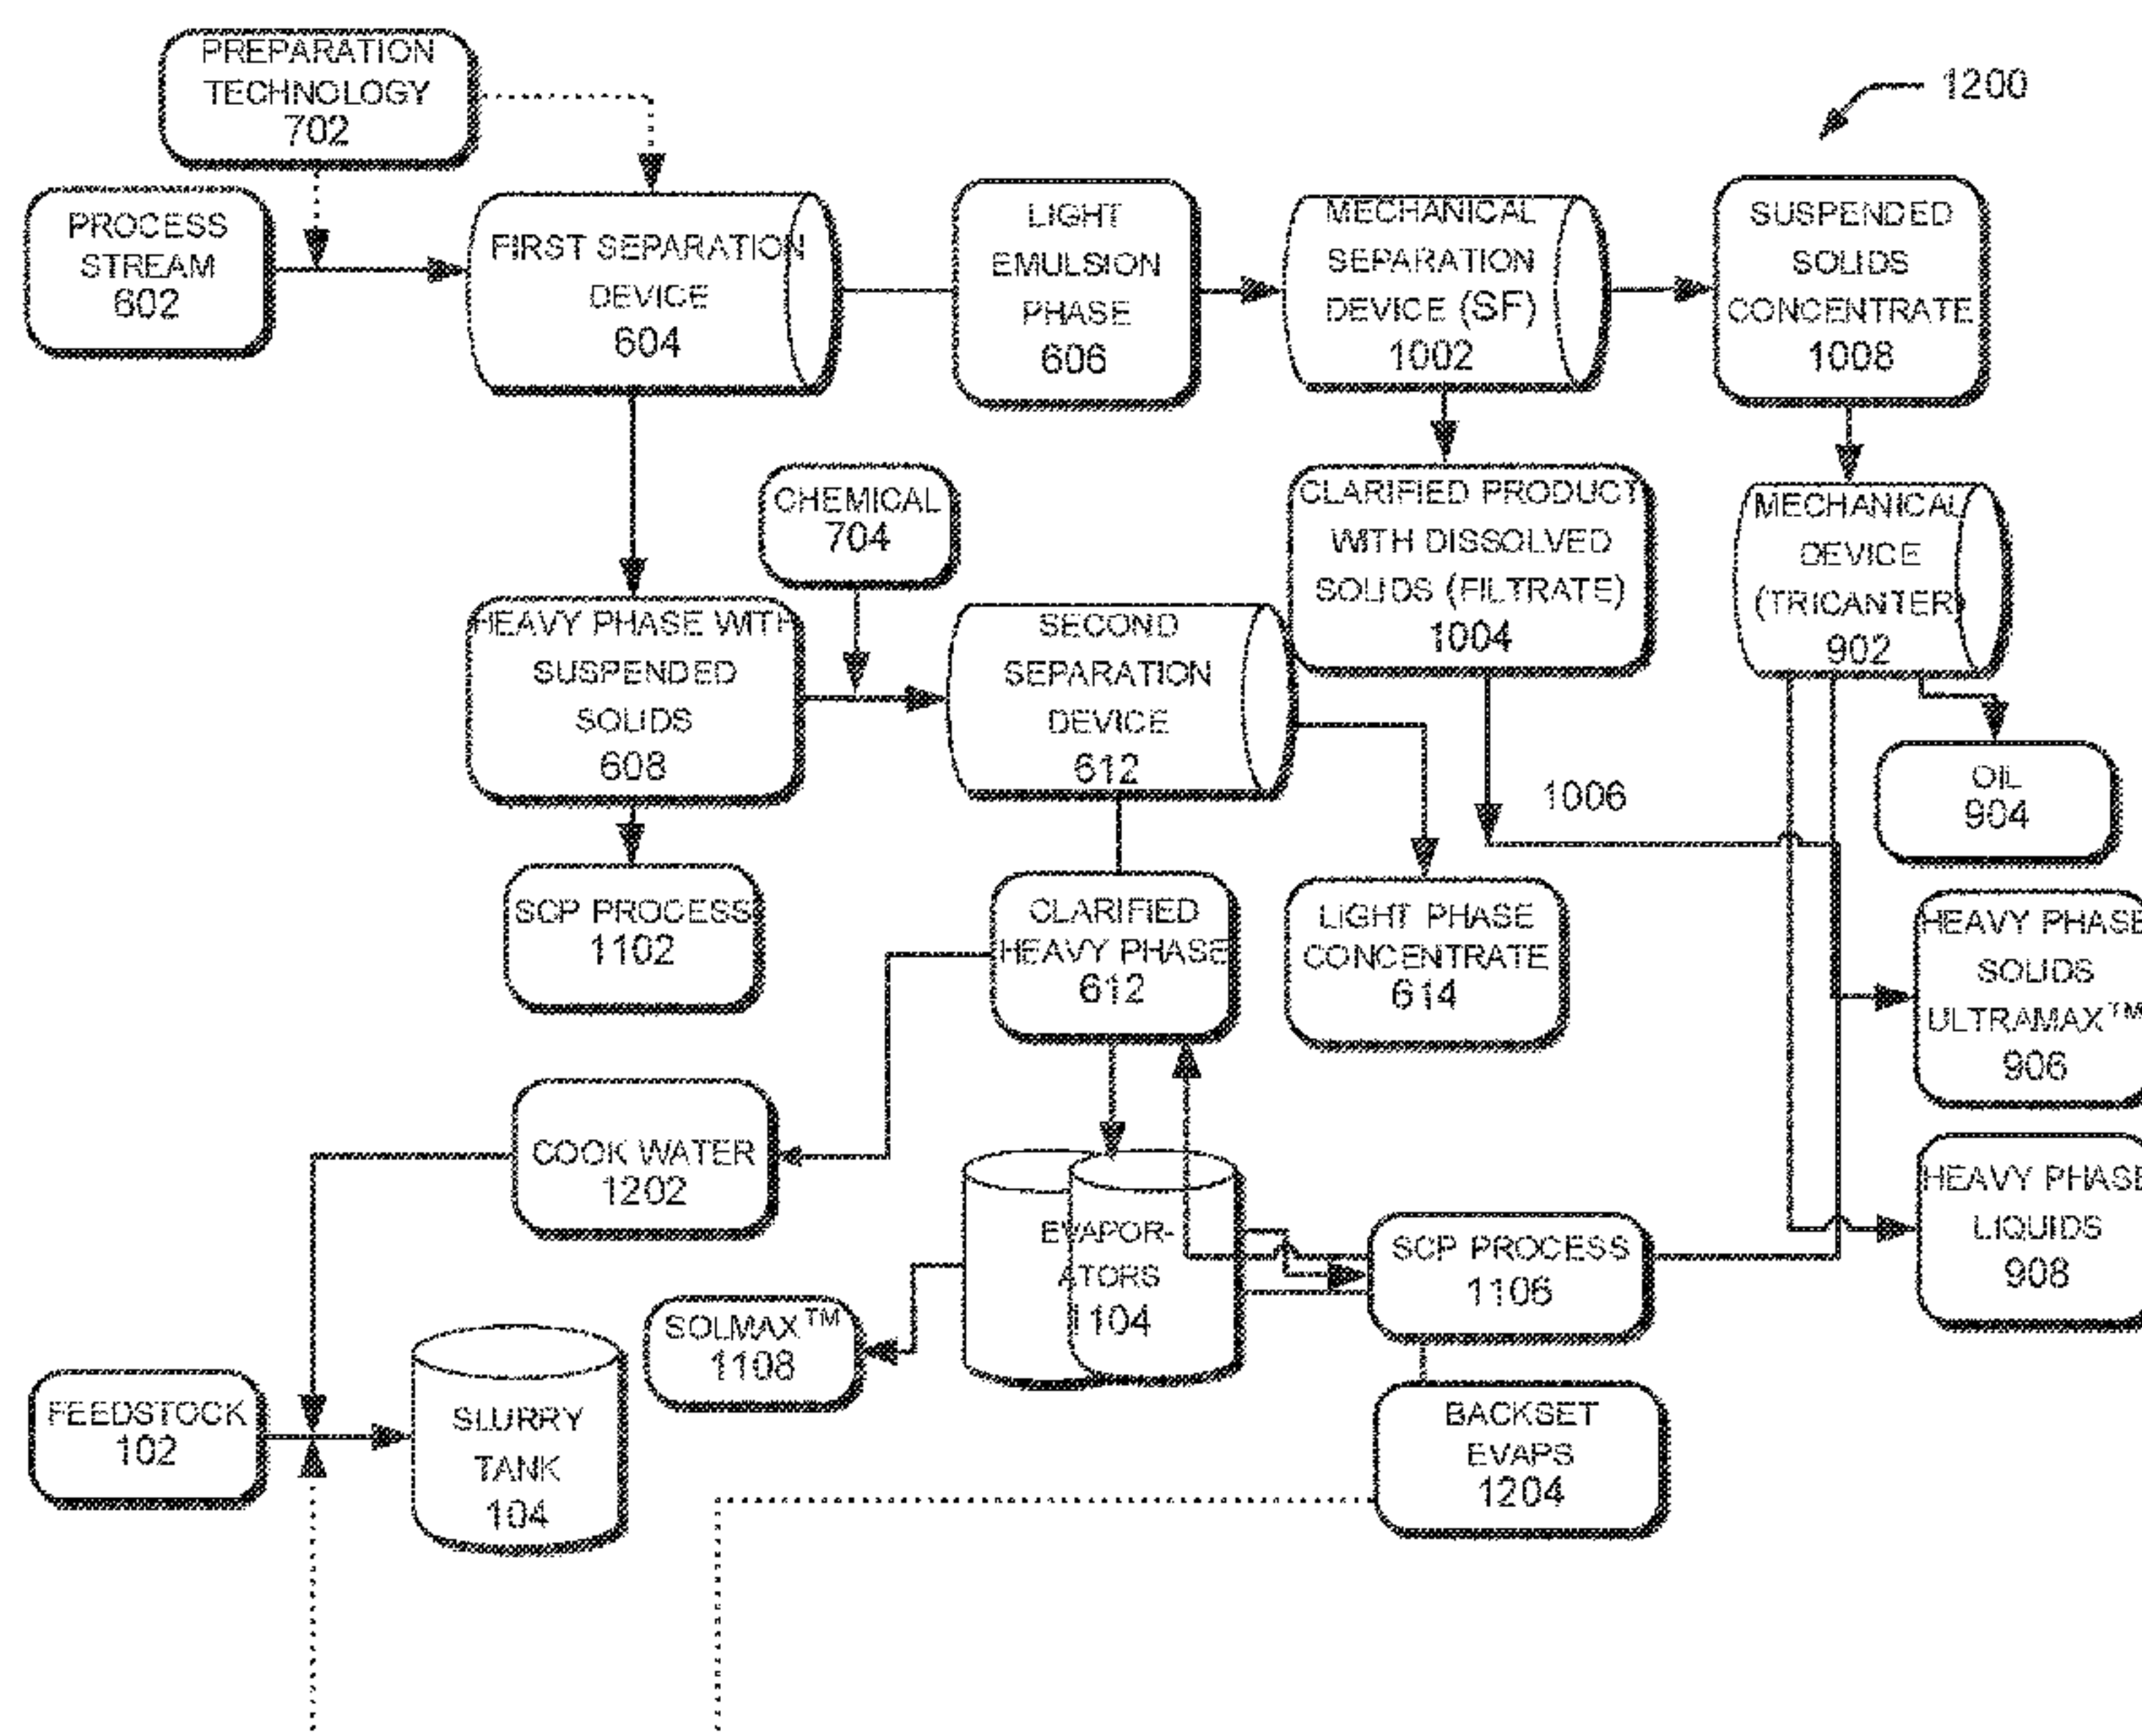 PREPARATION
TECHNOLOGY
702
1200
PROCESS
STREAM
602
FIRST SEPARATION
DEVICE
604
LIGHT
EMULSION
PHASE
606
MECHANICAL
SEPARATION
DEVICE (SF)
1002
SUSPENDED
SOLIDS
CONCENTRATE
1008
CHEMICAL
704
CLARIFIED PRODUCT
WITH DISSOLVED
SOLIDS (FILTRATE)
1004
MECHANICAL
DEVICE
(TRICANTER)
902
HEAVY PHASE WITH
SUSPENDED
SOLIDS
608
SECOND
SEPARATION
DEVICE
612
1006
OIL
904
SCP PROCESS
1102
CLARIFIED
HEAVY PHASE
612
LIGHT PHASE
CONCENTRATE
614
HEAVY PHASE
SOLIDS
ULTRAMAX™
906
COOK WATER
1202
EVAPOR-
ATORS
1104
SCP PROCESS
1106
HEAVY PHASE
LIQUIDS
908
SOLMAX™
1108
FEEDSTOCK
102
SLURRY
TANK
104
BACKSET
EVAPS
1204